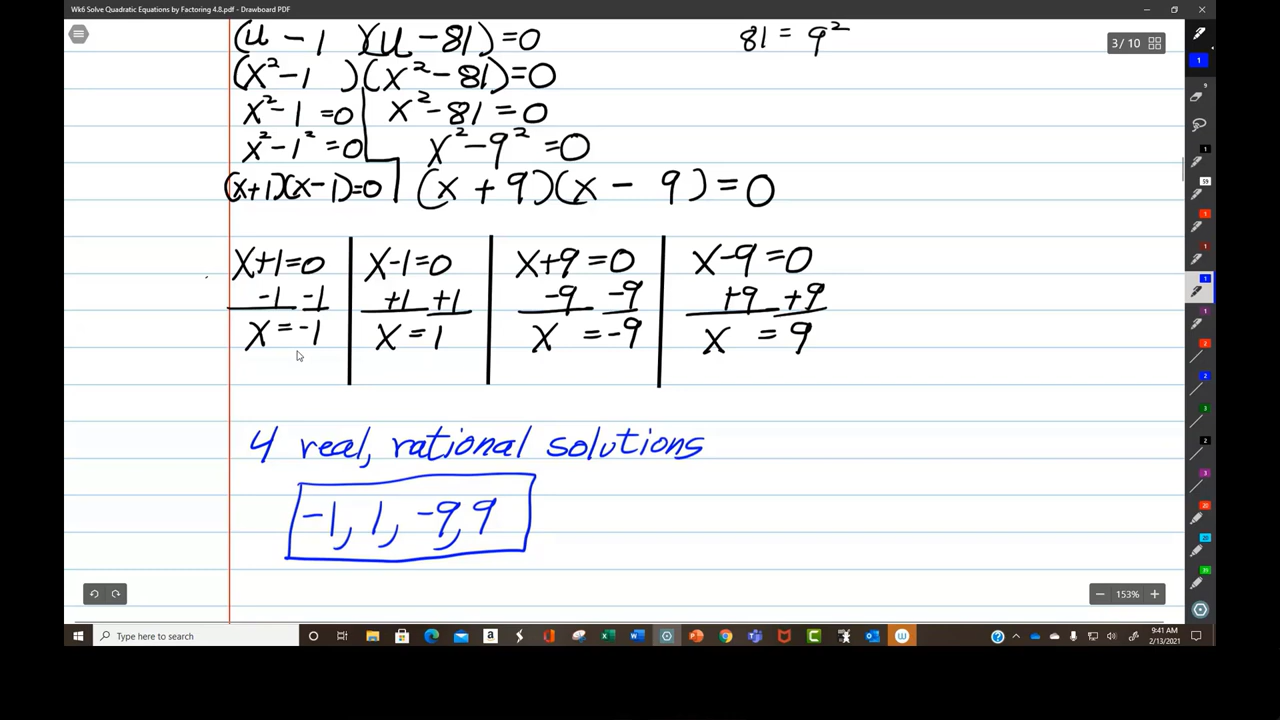 Wk6 Solve Quadratic Equations by Factoring 4.8.pdf - Drawboard PDF
3 / 10
(u - 1 )(u - 81) = 0
81 = 9²
(x² - 1 )(x² - 81) = 0
x² - 1 = 0 x² - 81 = 0
x² - 1² = 0 x² - 9² = 0
(x+1)(x-1)=0 (x + 9)(x - 9) = 0
x+1=0 x-1=0 x+9=0 x-9=0
-1 -1 +1 +1 -9 -9 +9 +9
x = -1 x = 1 x = -9 x = 9
4 real, rational solutions
-1, 1, -9, 9
153%
Type here to search
9:41 AM
2/13/2021